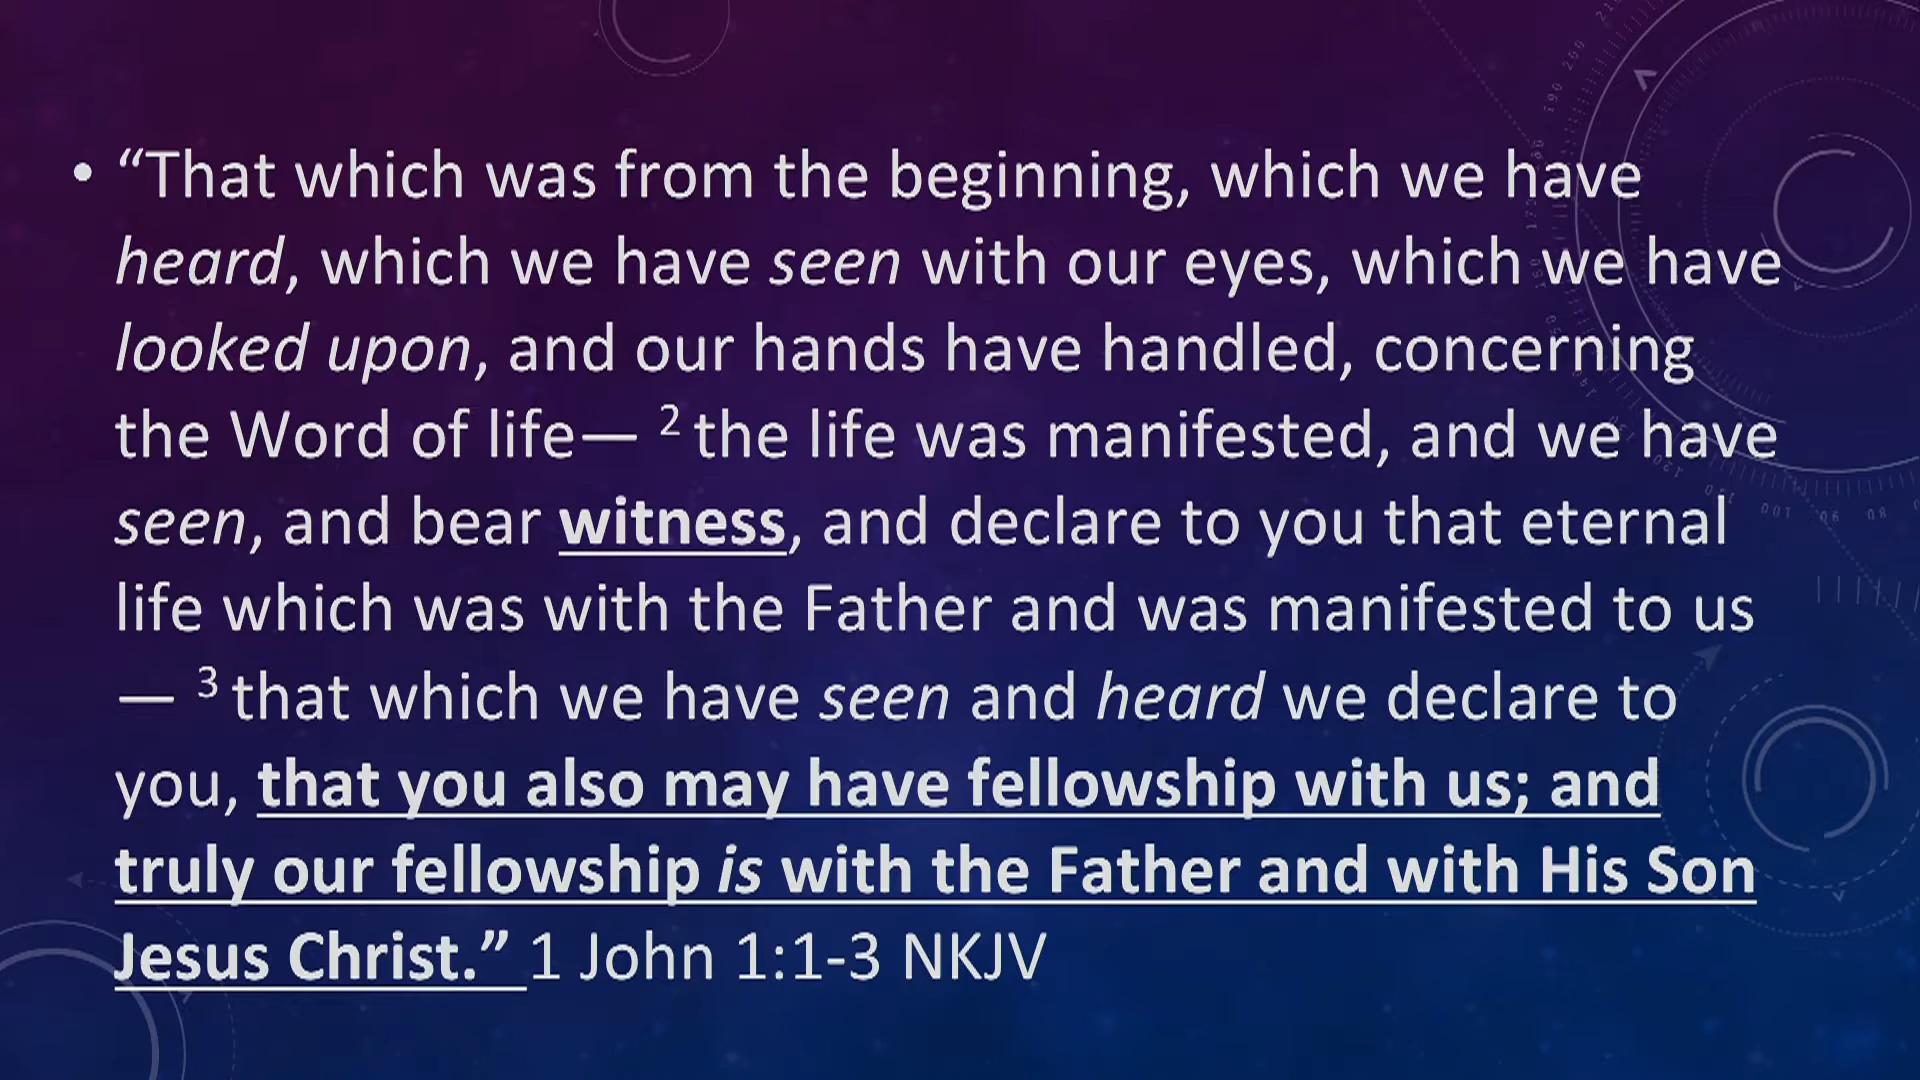 • “That which was from the beginning, which we have
heard, which we have seen with our eyes, which we have
looked upon, and our hands have handled, concerning
the Word of life— 2 the life was manifested, and we have
seen, and bear witness, and declare to you that eternal
life which was with the Father and was manifested to us
— 3 that which we have seen and heard we declare to
you, that you also may have fellowship with us; and
truly our fellowship is with the Father and with His Son
Jesus Christ.” 1 John 1:1-3 NKJV